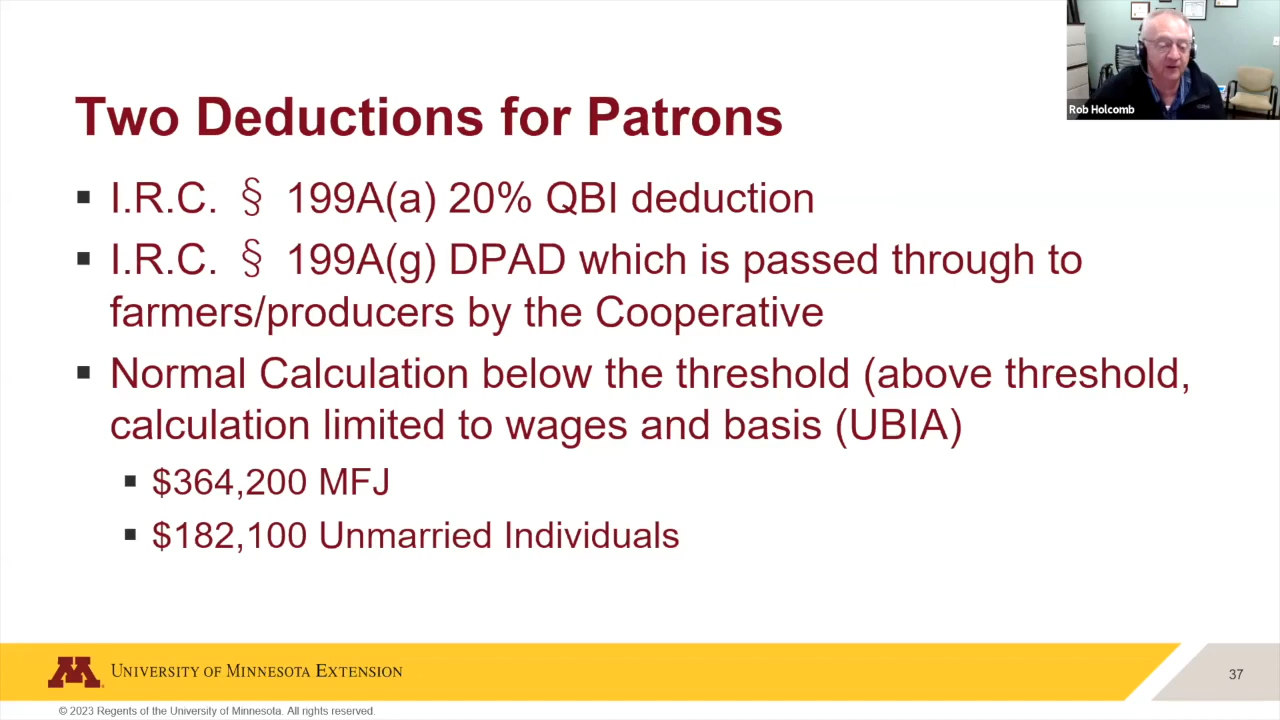 Rob Holcomb
Two Deductions for Patrons
▪ I.R.C. § 199A(a) 20% QBI deduction
▪ I.R.C. § 199A(g) DPAD which is passed through to
farmers/producers by the Cooperative
▪ Normal Calculation below the threshold (above threshold,
calculation limited to wages and basis (UBIA)
▪ $364,200 MFJ
▪ $182,100 Unmarried Individuals
M University of Minnesota Extension
37
© 2023 Regents of the University of Minnesota. All rights reserved.